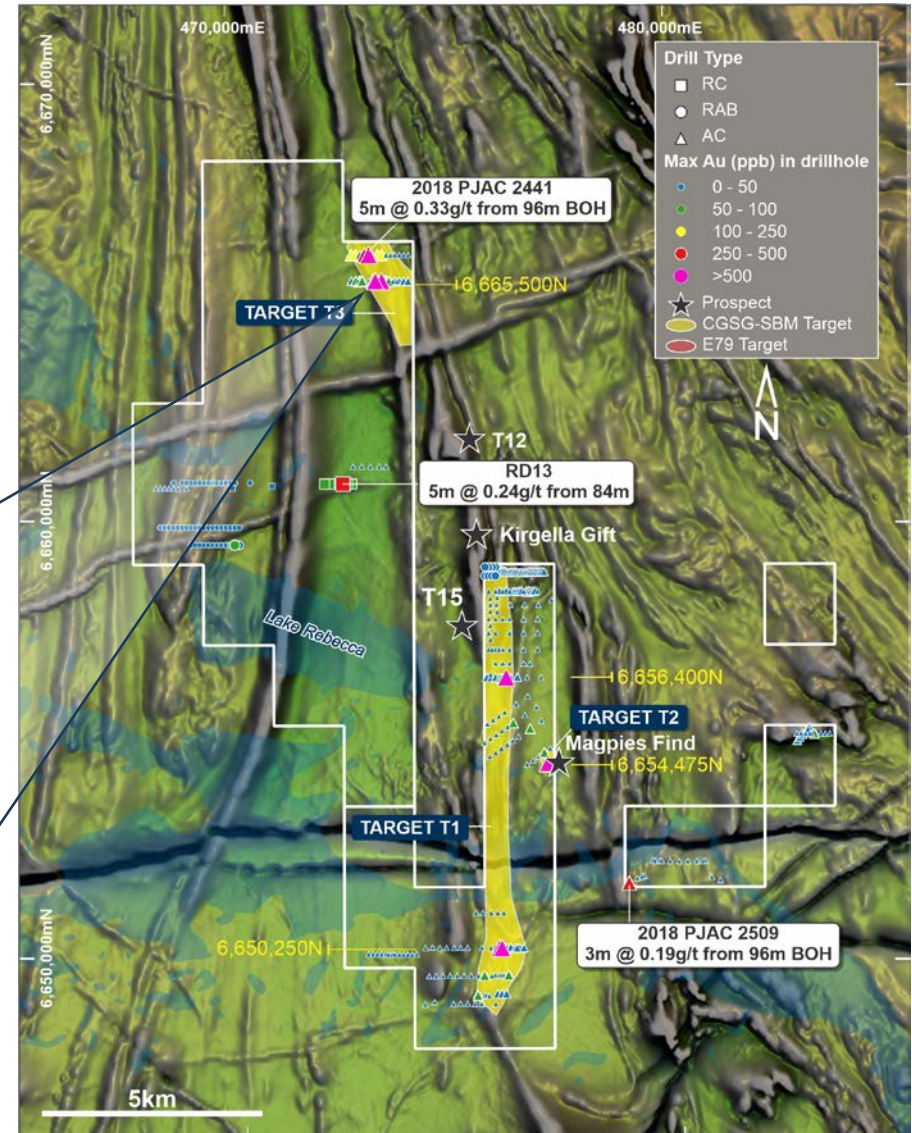 470,000mE
480,000mE
6,670,000mN
6,660,000mN
6,650,000mN
Drill Type
RC
RAB
AC
Max Au (ppb) in drillhole
0 - 50
50 - 100
100 - 250
250 - 500
>500
Prospect
CGSG-SBM Target
E79 Target
N
2018 PJAC 2441
5m @ 0.33g/t from 96m BOH
6,665,500N
TARGET T3
T12
RD13
5m @ 0.24g/t from 84m
Kirgella Gift
T15
Lake Rebecca
6,656,400N
TARGET T2
Magpies Find
6,654,475N
TARGET T1
6,650,250N
2018 PJAC 2509
3m @ 0.19g/t from 96m BOH
5km